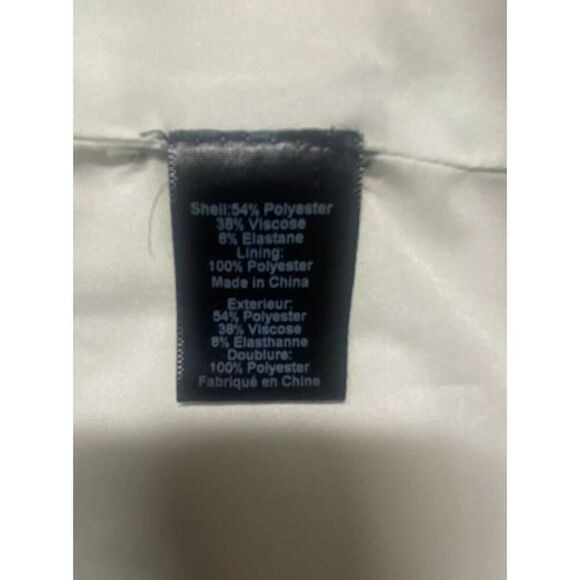 Shell:54% Polyester
38% Viscose
8% Elastane
Lining:
100% Polyester
Made in China
Exterieur:
54% Polyester
38% Viscose
8% Elasthanne
Doublure:
100% Polyester
Fabriqué en Chine